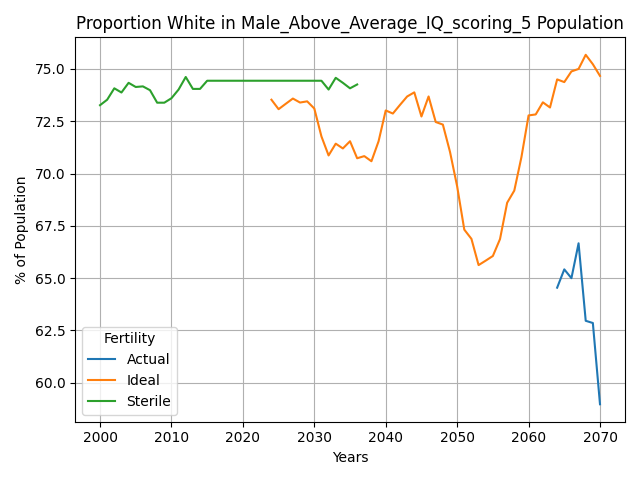 Proportion White in Male_Above_Average_IQ_scoring_5 Population
% of Population
75.0
72.5
70.0
67.5
65.0
62.5
60.0
Fertility
Actual
Ideal
Sterile
2000 2010 2020 2030 2040 2050 2060 2070
Years